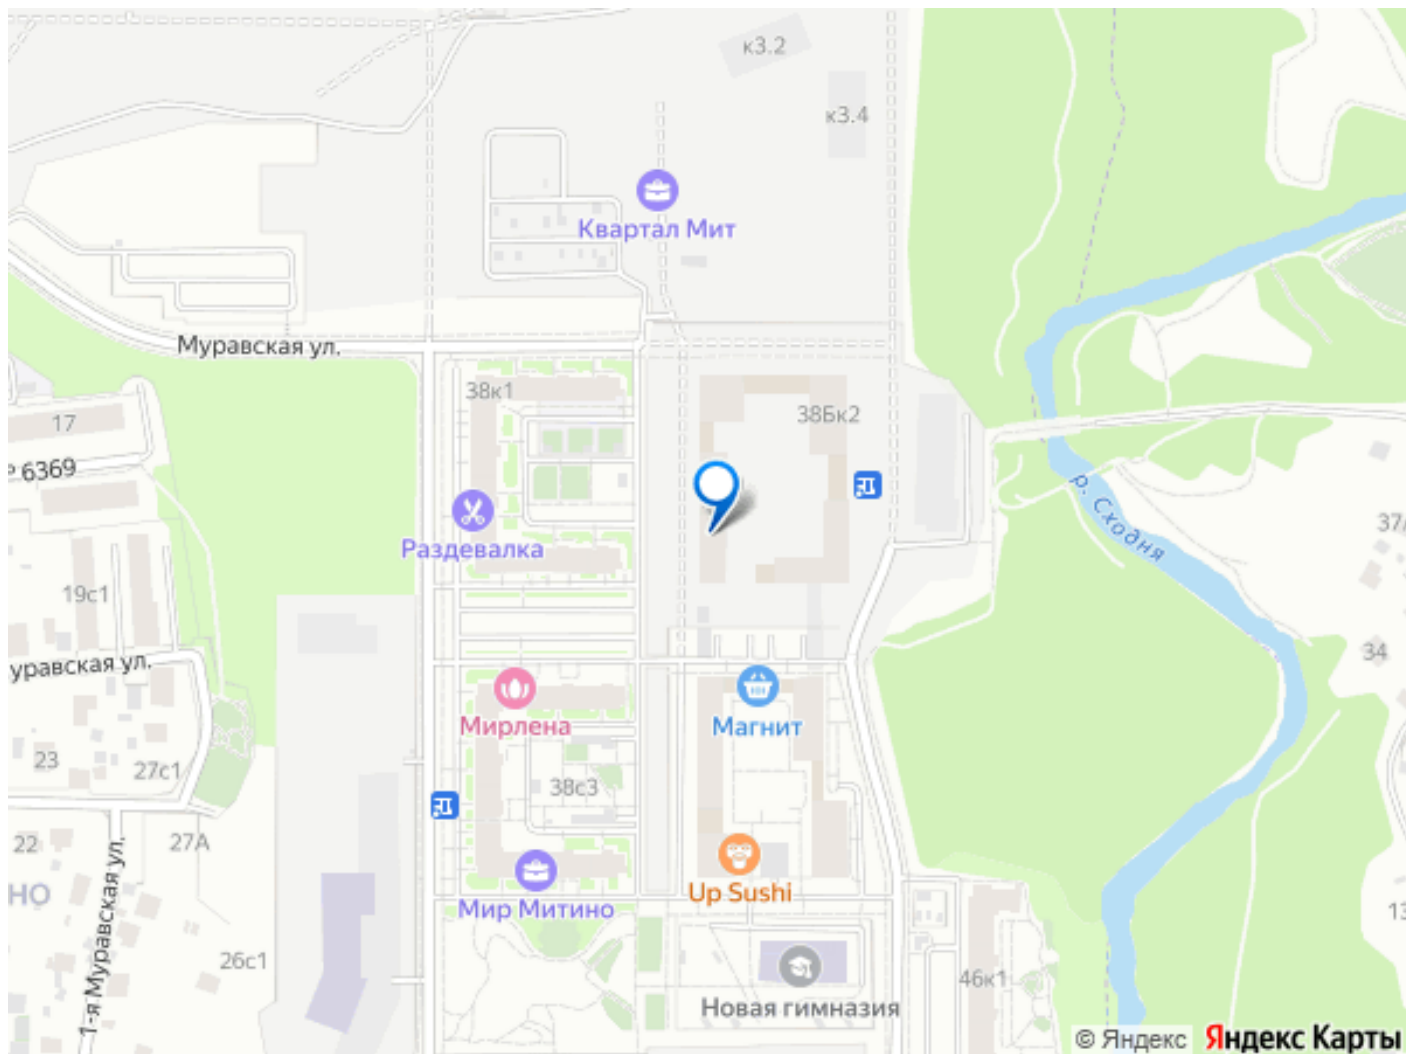 к3.2
к3.4
Квартал Мит
Муравская ул.
38к1
38Бк2
17
Р 6369
р. Сходня
37А
Раздевалка
19с1
уравская ул.
34
Мирлена
Магнит
23
27с1
38с3
22
27А
НО
Up Sushi
Мир Митино
13
1-я Муравская ул.
26с1
46к1
Новая гимназия
© Яндекс Яндекс Карты